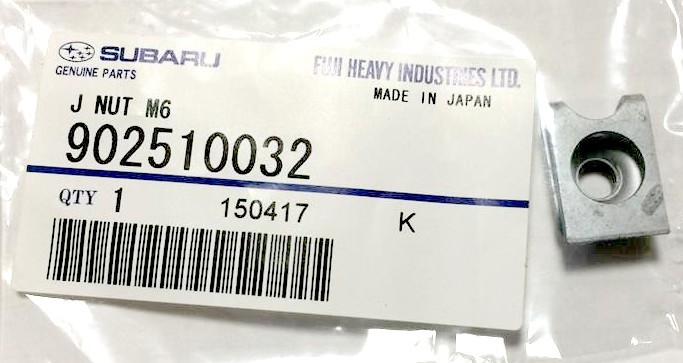 SUBARU
GENUINE PARTS
FUJI HEAVY INDUSTRIES LTD.
MADE IN JAPAN
J NUT M6
902510032
QTY 1 150417 K